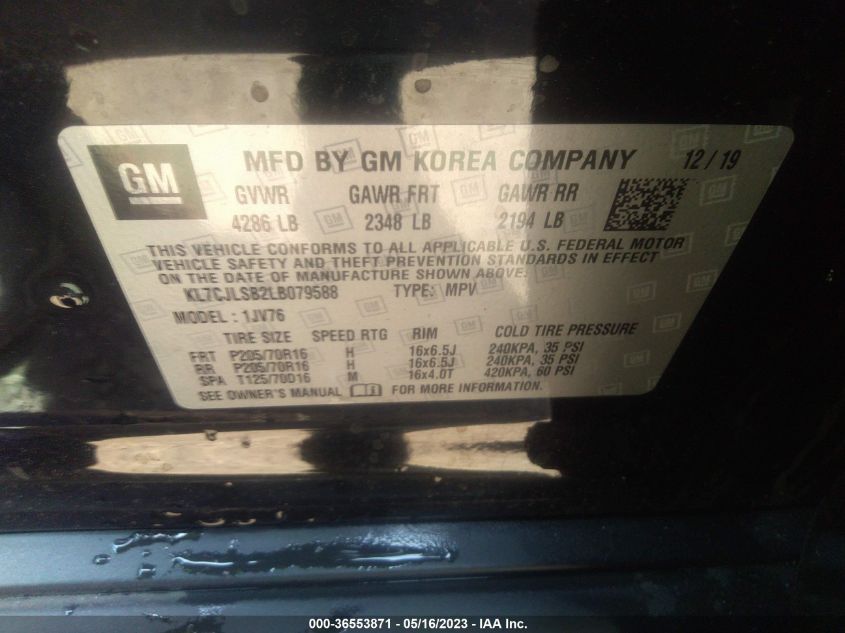 GM
MFD BY GM KOREA COMPANY 12/19
GVWR GAWR FRT GAWR RR
4286 LB 2348 LB 2194 LB
THIS VEHICLE CONFORMS TO ALL APPLICABLE U.S. FEDERAL MOTOR
VEHICLE SAFETY AND THEFT PREVENTION STANDARDS IN EFFECT
ON THE DATE OF MANUFACTURE SHOWN ABOVE.
KL7CJLSB2LB079588 TYPE: MPV
MODEL: 1JV76
TIRE SIZE SPEED RTG RIM COLD TIRE PRESSURE
FRT P205/70R16 H 16x6.5J 240KPA, 35 PSI
RR P205/70R16 H 16x6.5J 240KPA, 35 PSI
SPA T125/70D16 M 16x4.0T 420KPA, 60 PSI
SEE OWNER'S MANUAL FOR MORE INFORMATION.
000-36553871 - 05/16/2023 - IAA Inc.